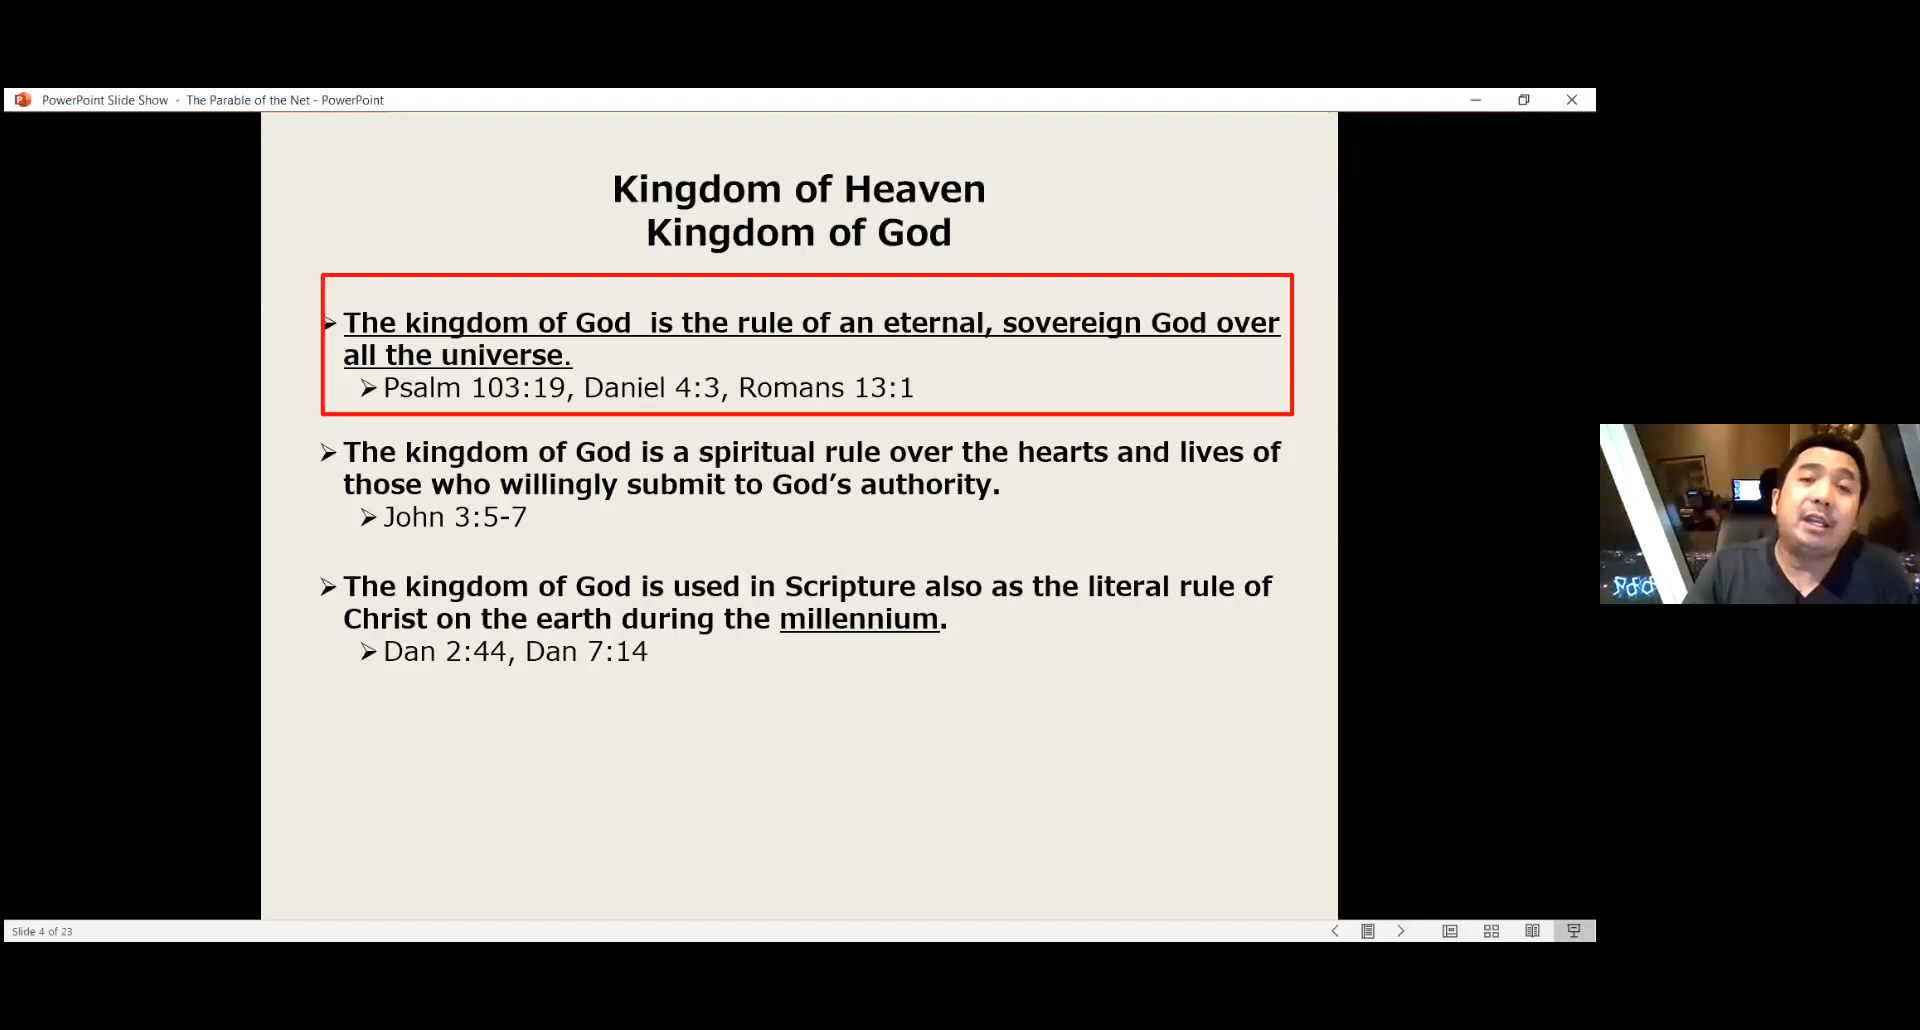 PowerPoint Slide Show - The Parable of the Net - PowerPoint
Kingdom of Heaven
Kingdom of God
➢ The kingdom of God  is the rule of an eternal, sovereign God over
all the universe.
➢ Psalm 103:19, Daniel 4:3, Romans 13:1
➢ The kingdom of God is a spiritual rule over the hearts and lives of
those who willingly submit to God’s authority.
➢ John 3:5-7
➢ The kingdom of God is used in Scripture also as the literal rule of
Christ on the earth during the millennium.
➢ Dan 2:44, Dan 7:14
Slide 4 of 23